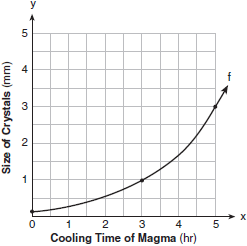 y
5
4
3
2
1
Size of Crystals (mm)
f
0 1 2 3 4 5
x
Cooling Time of Magma (hr)